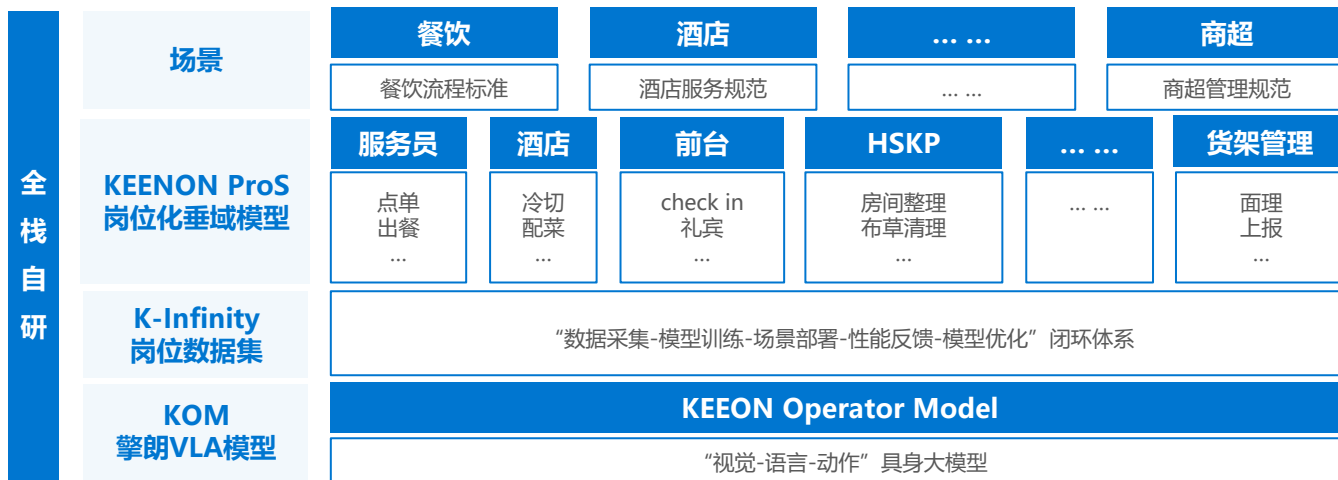 全栈自研
场景
餐饮
酒店
... ...
商超
餐饮流程标准
酒店服务规范
... ...
商超管理规范
KEENON ProS
岗位化垂域模型
服务员
酒店
前台
HSKP
... ...
货架管理
点单
出餐
...
冷切
配菜
...
check in
礼宾
...
房间整理
布草清理
...
... ...
面理
上报
...
K-Infinity
岗位数据集
“数据采集-模型训练-场景部署-性能反馈-模型优化”闭环体系
KOM
擎朗VLA模型
KEEON Operator Model
“视觉-语言-动作”具身大模型